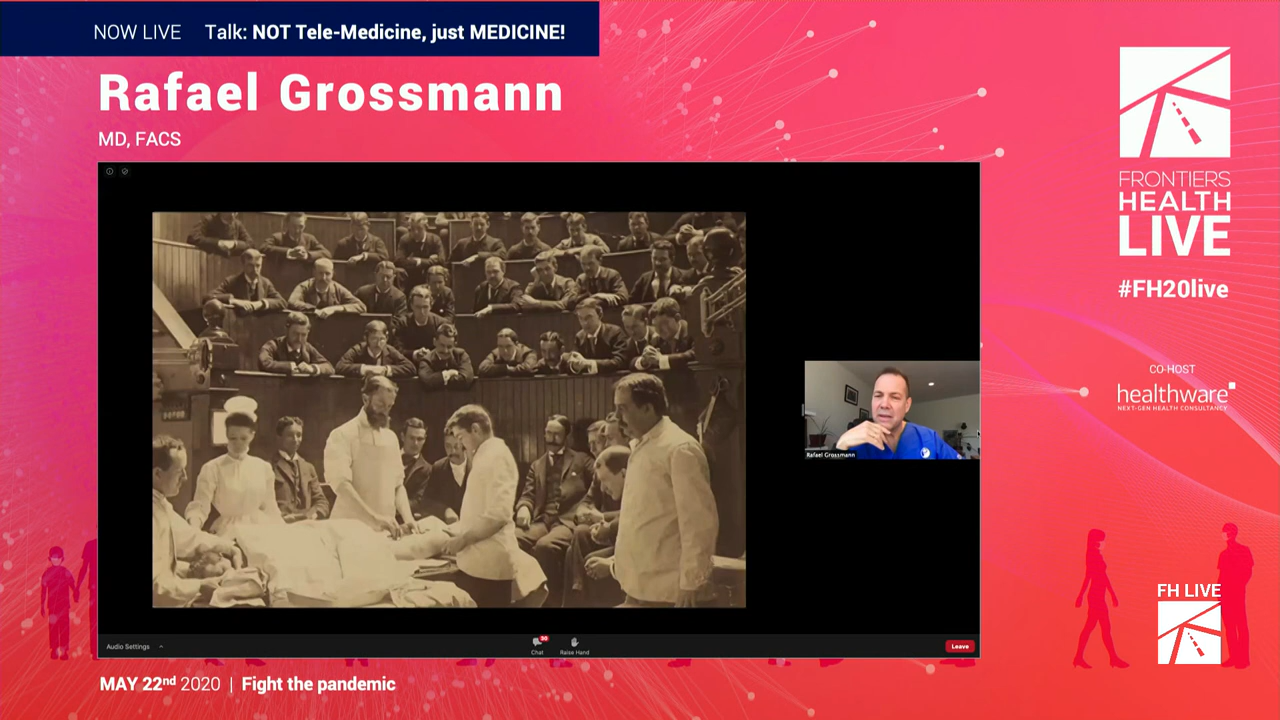 NOW LIVE Talk: NOT Tele-Medicine, just MEDICINE!
Rafael Grossmann
MD, FACS
FRONTIERS
HEALTH
LIVE
#FH20live
CO-HOST
healthware
NEXT-GEN HEALTH CONSULTANCY
Rafael Grossmann
FH LIVE
Audio Settings
30
Chat
Raise Hand
Leave
MAY 22nd 2020 | Fight the pandemic